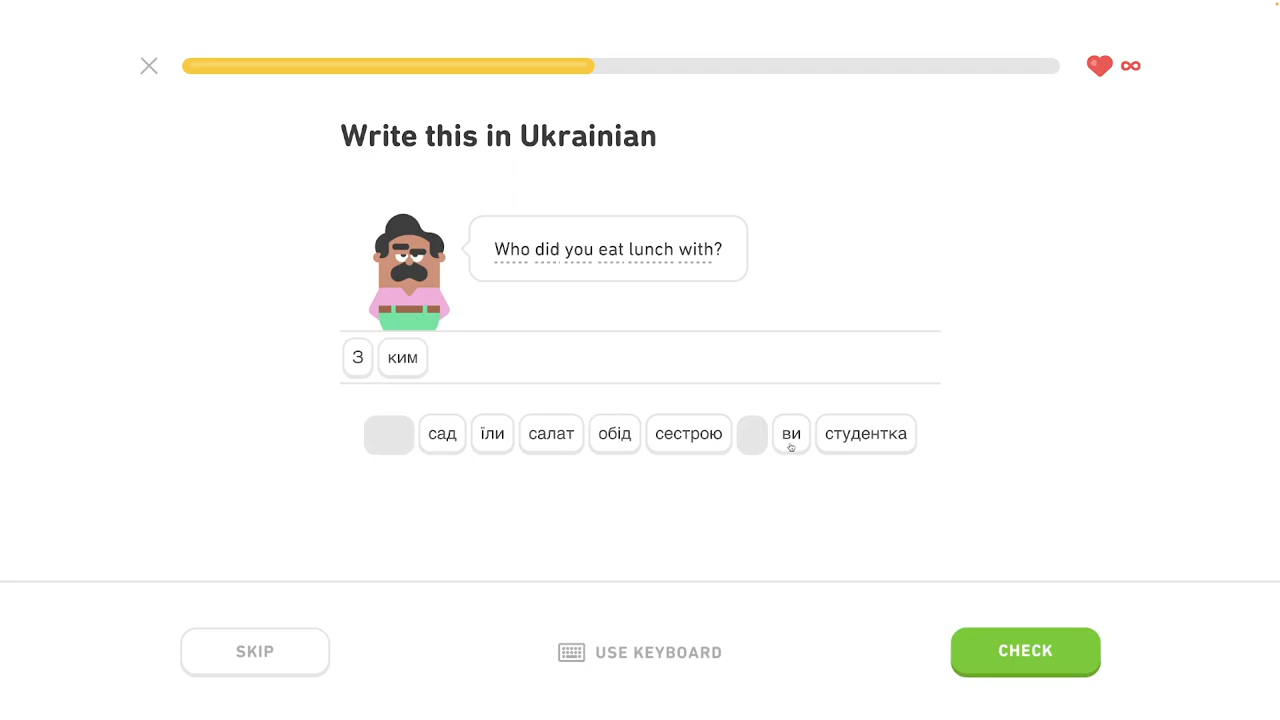 ∞
Write this in Ukrainian
Who did you eat lunch with?
З ким
сад їли салат обід сестрою ви студентка
SKIP USE KEYBOARD CHECK